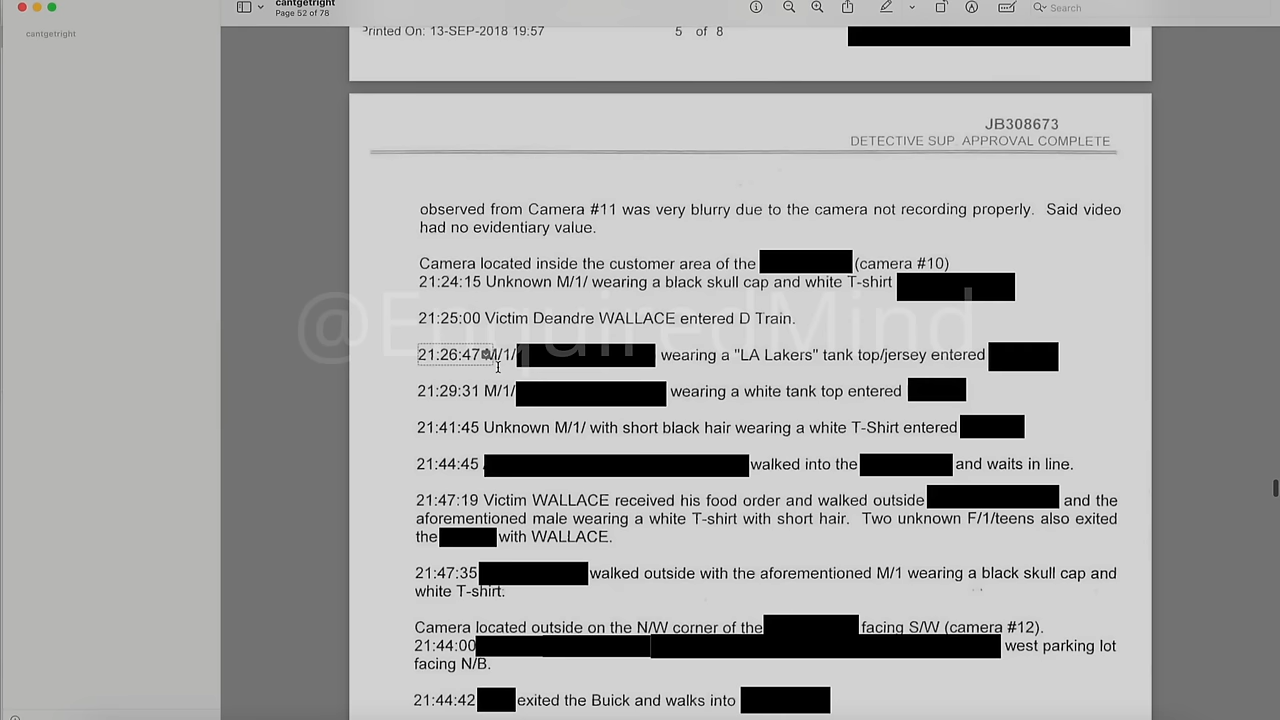 cantgetright
Page 52 of 78
Search
cantgetright
Printed On: 13-SEP-2018 19:57 5 of 8
JB308673
DETECTIVE SUP. APPROVAL COMPLETE
observed from Camera #11 was very blurry due to the camera not recording properly. Said video
had no evidentiary value.
Camera located inside the customer area of the (camera #10)
21:24:15 Unknown M/1/ wearing a black skull cap and white T-shirt
@EnquiredMind
21:25:00 Victim Deandre WALLACE entered D Train.
21:26:47 M/1/ wearing a "LA Lakers" tank top/jersey entered
21:29:31 M/1/ wearing a white tank top entered
21:41:45 Unknown M/1/ with short black hair wearing a white T-Shirt entered
21:44:45 walked into the and waits in line.
21:47:19 Victim WALLACE received his food order and walked outside and the
aforementioned male wearing a white T-shirt with short hair. Two unknown F/1/teens also exited
the with WALLACE.
21:47:35 walked outside with the aforementioned M/1 wearing a black skull cap and
white T-shirt.
Camera located outside on the N/W corner of the facing S/W (camera #12).
21:44:00 west parking lot
facing N/B.
21:44:42 exited the Buick and walks into